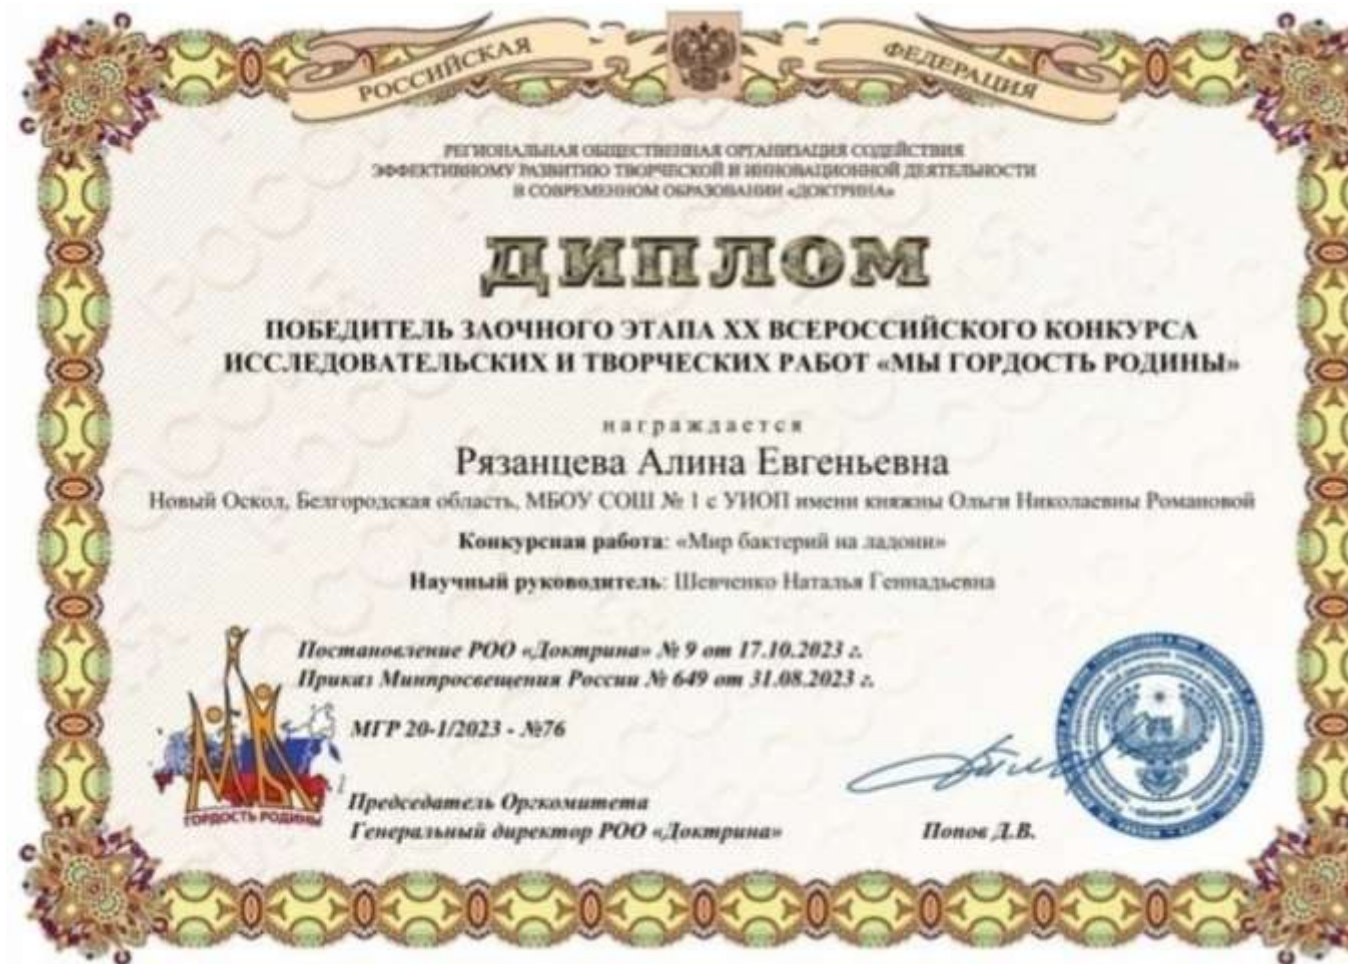 РОССИЙСКАЯ ФЕДЕРАЦИЯ
РЕГИОНАЛЬНАЯ ОБЩЕСТВЕННАЯ ОРГАНИЗАЦИЯ СОДЕЙСТВИЯ
ЭФФЕКТИВНОМУ РАЗВИТИЮ ТВОРЧЕСКОЙ И ИННОВАЦИОННОЙ ДЕЯТЕЛЬНОСТИ
В СОВРЕМЕННОМ ОБРАЗОВАНИИ «ДОКТРИНА»
ДИПЛОМ
ПОБЕДИТЕЛЬ ЗАОЧНОГО ЭТАПА XX ВСЕРОССИЙСКОГО КОНКУРСА
ИССЛЕДОВАТЕЛЬСКИХ И ТВОРЧЕСКИХ РАБОТ «МЫ ГОРДОСТЬ РОДИНЫ»
награждается
Рязанцева Алина Евгеньевна
Новый Оскол, Белгородская область, МБОУ СОШ № 1 с УИОП имени княжны Ольги Николаевны Романовой
Конкурсная работа: «Мир бактерий на ладони»
Научный руководитель: Шевченко Наталья Геннадьевна
Постановление РОО «Доктрина» № 9 от 17.10.2023 г.
Приказ Минпросвещения России № 649 от 31.08.2023 г.
МГР 20-1/2023 - №76
МЫ
ГОРДОСТЬ РОДИНЫ
Председатель Оргкомитета
Генеральный директор РОО «Доктрина» Попов Д.В.